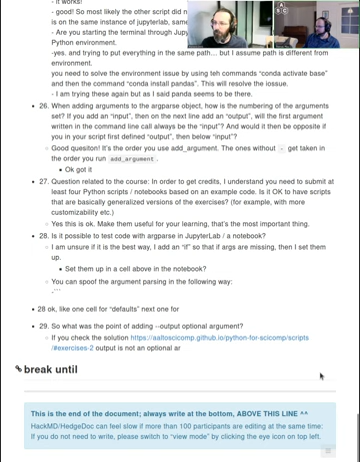 - it works!
- good! So most likely the other script did n
is on the same instance of jupyterlab, same
- Are you starting the terminal through Jupy
Python environment.
-yes. and trying to put everything in the same path... but I assume path is different from
environment.
you need to solve the environment issue by using teh commands “conda activate base”
and then the command “conda install pandas”. This will resolve the iossue.
- I am trying these again but as I said panda seems to be there.
26. When adding arguments to the argparse object, how is the numbering of the arguments
set? If you add an “input”, then on the next line add an “output”, will the first argument
written in the command line call always be the “input”? And would it then be opposite if
you in your script first defined “output”, then below “input”?
Good quesiton! It’s the order you use add_argument. The ones without - get taken in
the order you run add_argument .
Ok got it
27. Question related to the course: In order to get credits, I understand you need to submit at
least four Python scripts / notebooks based on an example code. Is it OK to have scripts
that are basically generalized versions of the exercises? (for example, with more
customizability etc.)
Yes this is ok. Make them useful for your learning, that’s the most important thing.
28. Is it possible to test code with argparse in JupyterLab / a notebook?
I am unsure if it is the best way, I add an “if” so that if args are missing, then I set them
up.
Set them up in a cell above in the notebook?
You can spoof the argument parsing in the following way:
-```
28 ok, like one cell for “defaults” next one for
29. So what was the point of adding --output optional argument?
If you check the solution https://aaltoscicomp.github.io/python-for-scicomp/scripts
/#exercises-2 output is not an optional ar
break until
This is the end of the document; always write at the bottom, ABOVE THIS LINE ^^
HackMD/HedgeDoc can feel slow if more than 100 participants are editing at the same time:
If you do not need to write, please switch to “view mode” by clicking the eye icon on top left.